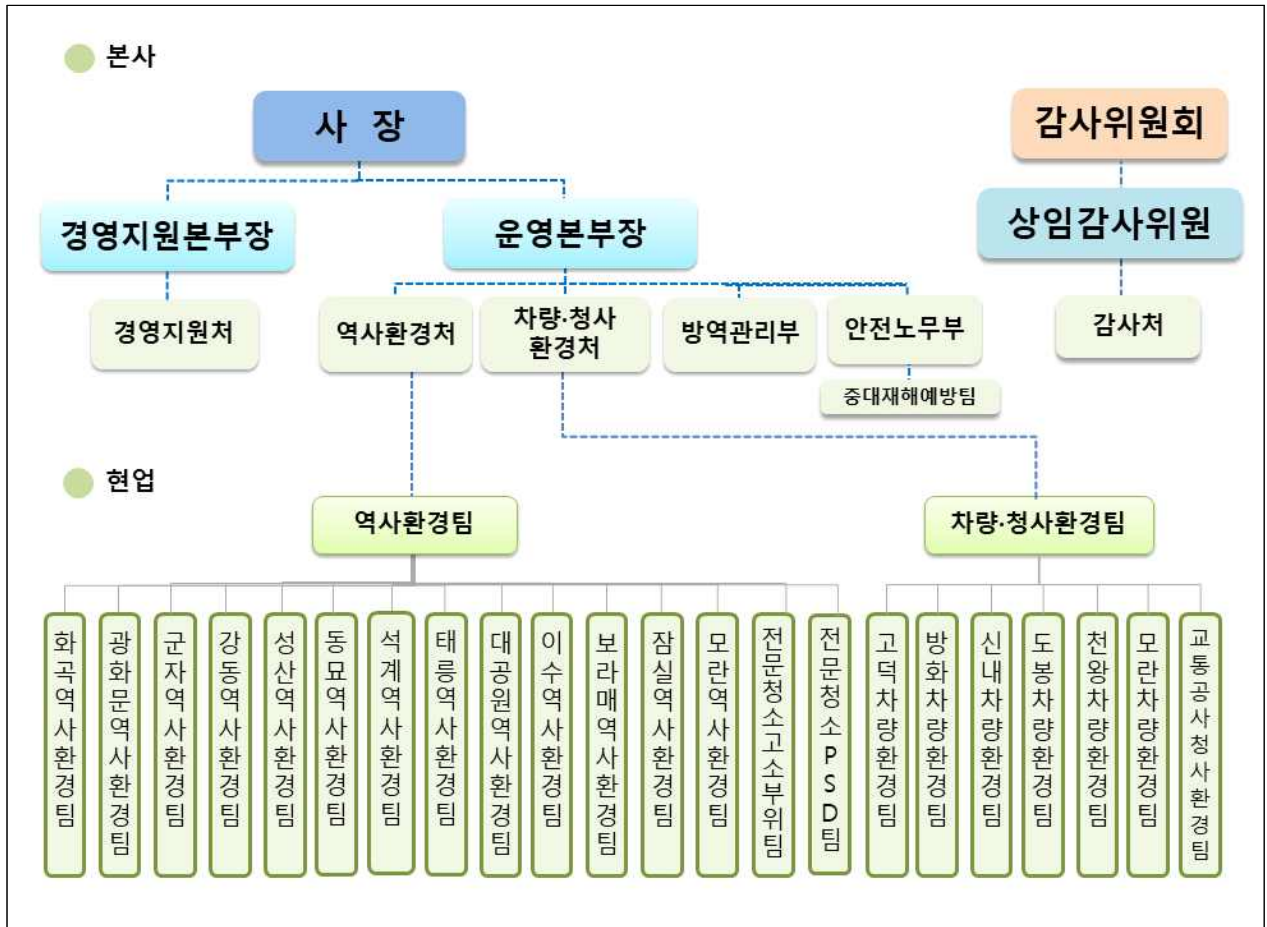 본사
사 장
감사위원회
경영지원본부장
운영본부장
상임감사위원
경영지원처
역사환경처
차량·청사
환경처
방역관리부
안전노무부
감사처
중대재해예방팀
현업
역사환경팀
차량·청사환경팀
화곡역사환경팀
광화문역사환경팀
군자역사환경팀
강동역사환경팀
성산역사환경팀
동묘역사환경팀
석계역사환경팀
태릉역사환경팀
대공원역사환경팀
이수역사환경팀
보라매역사환경팀
잠실역사환경팀
모란역사환경팀
전문청소고소부위팀
전문청소PSD팀
고덕차량환경팀
방화차량환경팀
신내차량환경팀
도봉차량환경팀
천왕차량환경팀
모란차량환경팀
교통공사청사환경팀